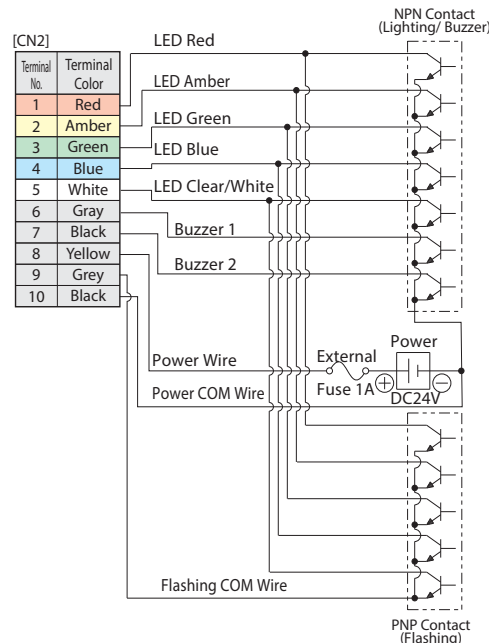 NPN Contact
(Lighting/ Buzzer)
[CN2]
Terminal No. Terminal Color
1 Red
2 Amber
3 Green
4 Blue
5 White
6 Gray
7 Black
8 Yellow
9 Grey
10 Black
LED Red
LED Amber
LED Green
LED Blue
LED Clear/White
Buzzer 1
Buzzer 2
Power Wire
External
Fuse 1A
Power
+ −
DC24V
Power COM Wire
Flashing COM Wire
PNP Contact
(Flashing)